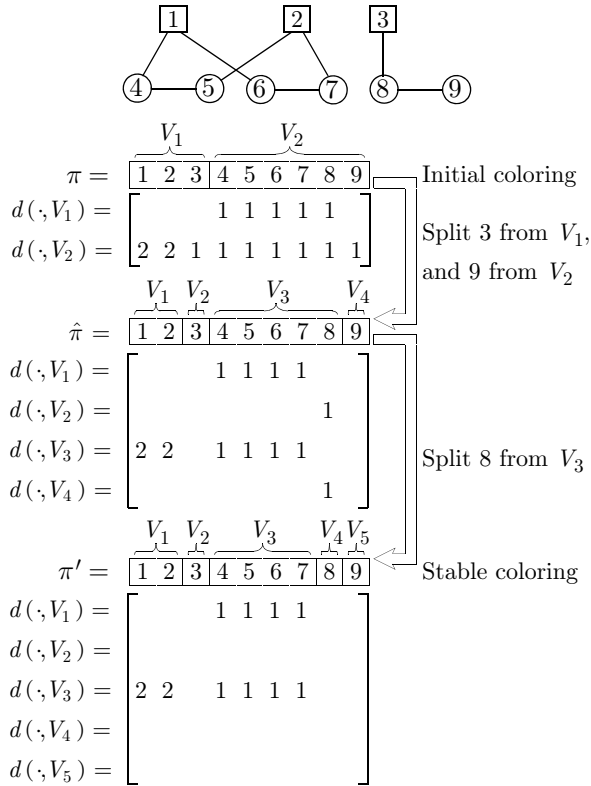 1 2 3
4 5 6 7 8 9
V₁ V₂
π = 1 2 3 4 5 6 7 8 9 Initial coloring
d(·,V₁) = 1 1 1 1 1
d(·,V₂) = 2 2 1 1 1 1 1 1 1
Split 3 from V₁,
and 9 from V₂
V₁ V₂ V₃ V₄
π̂ = 1 2 3 4 5 6 7 8 9
d(·,V₁) = 1 1 1 1
d(·,V₂) = 1
d(·,V₃) = 2 2 1 1 1 1
d(·,V₄) = 1
Split 8 from V₃
V₁ V₂ V₃ V₄ V₅
π′ = 1 2 3 4 5 6 7 8 9 Stable coloring
d(·,V₁) = 1 1 1 1
d(·,V₂) =
d(·,V₃) = 2 2 1 1 1 1
d(·,V₄) =
d(·,V₅) =